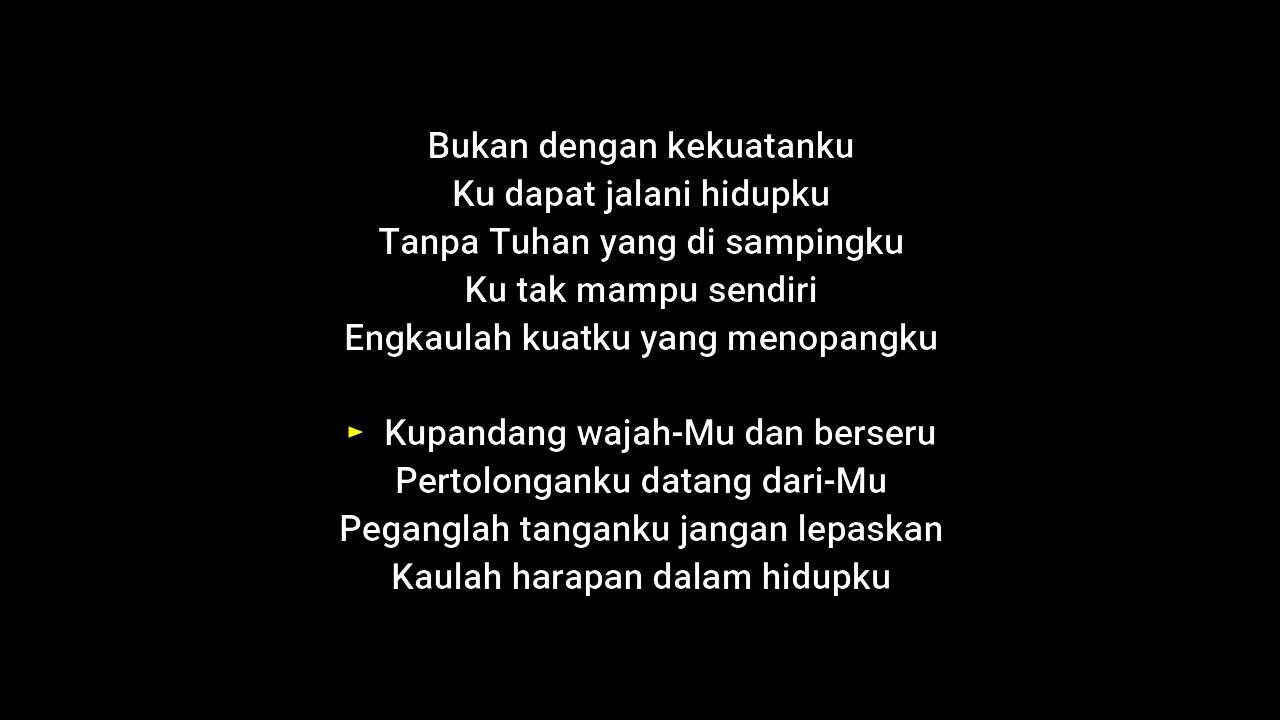 Bukan dengan kekuatanku
Ku dapat jalani hidupku
Tanpa Tuhan yang di sampingku
Ku tak mampu sendiri
Engkaulah kuatku yang menopangku
► Kupandang wajah-Mu dan berseru
Pertolonganku datang dari-Mu
Peganglah tanganku jangan lepaskan
Kaulah harapan dalam hidupku